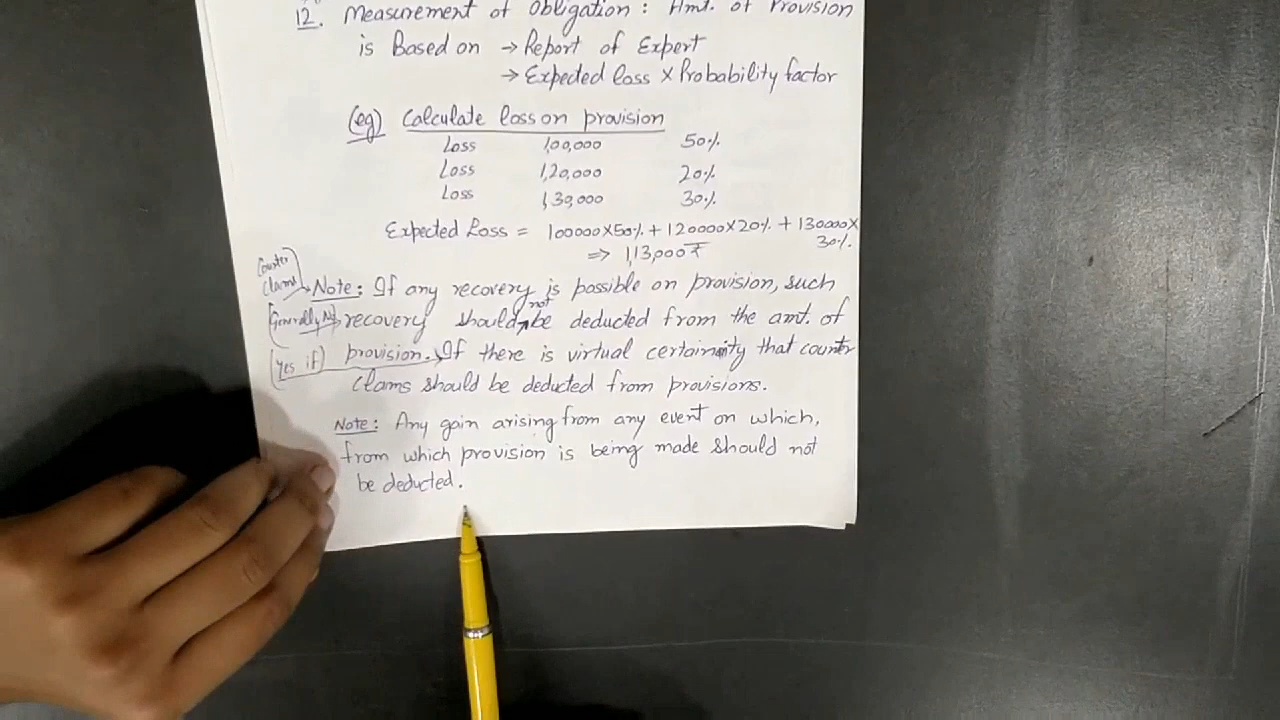 12. Measurement of Obligation : Amt. of Provision
is Based on → Report of Expert
→ Expected loss × Probability factor
(eg) Calculate loss on provision
Loss 1,00,000 50%
Loss 1,20,000 20%
Loss 1,30,000 30%
Expected Loss = 100000×50% + 120000×20% + 130000×
30%
⇒ 1,13,000₹
Counter
claims
Note: If any recovery is possible on provision, such
(Generally No) recovery should not be deducted from the amt. of
(yes if) provision. If there is virtual certainity that counter
clams should be deducted from provisions.
Note: Any gain arising from any event on which,
from which provision is being made should not
be deducted.